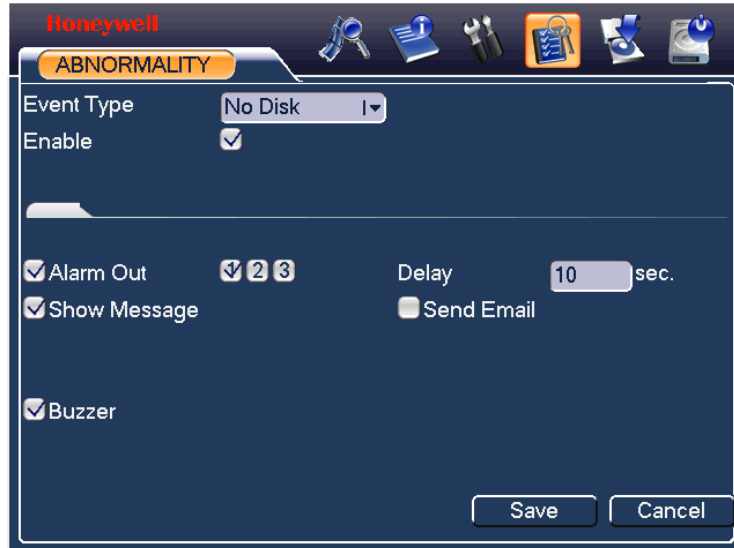 Honeywell
ABNORMALITY
Event Type No Disk
Enable
Alarm Out 1 2 3 Delay 10 sec.
Show Message Send Email
Buzzer
Save Cancel